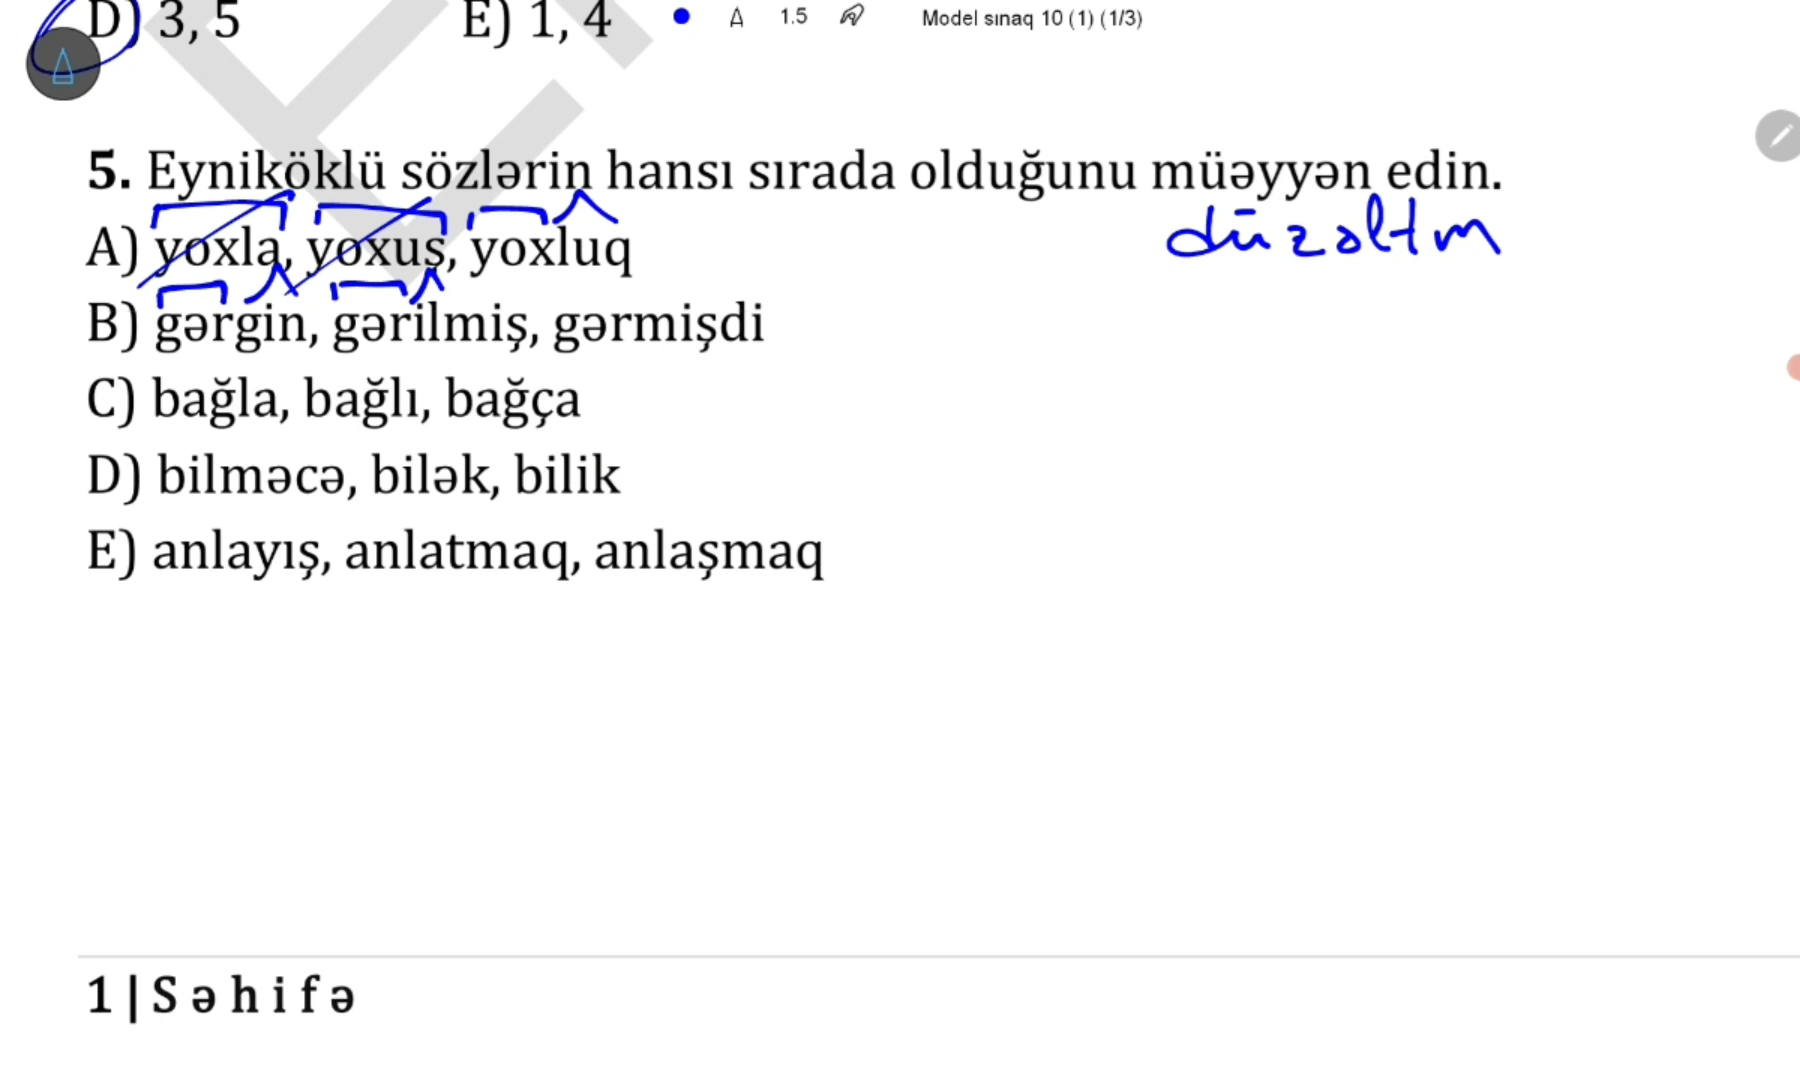 D) 3, 5 E) 1, 4 1.5 Model sınaq 10 (1) (1/3)
5. Eyniköklü sözlərin hansı sırada olduğunu müəyyən edin.
düzəltm
A) yoxla, yoxuş, yoxluq
B) gərgin, gərilmiş, gərmişdi
C) bağla, bağlı, bağça
D) bilməcə, bilək, bilik
E) anlayış, anlatmaq, anlaşmaq
1 | S ə h i f ə